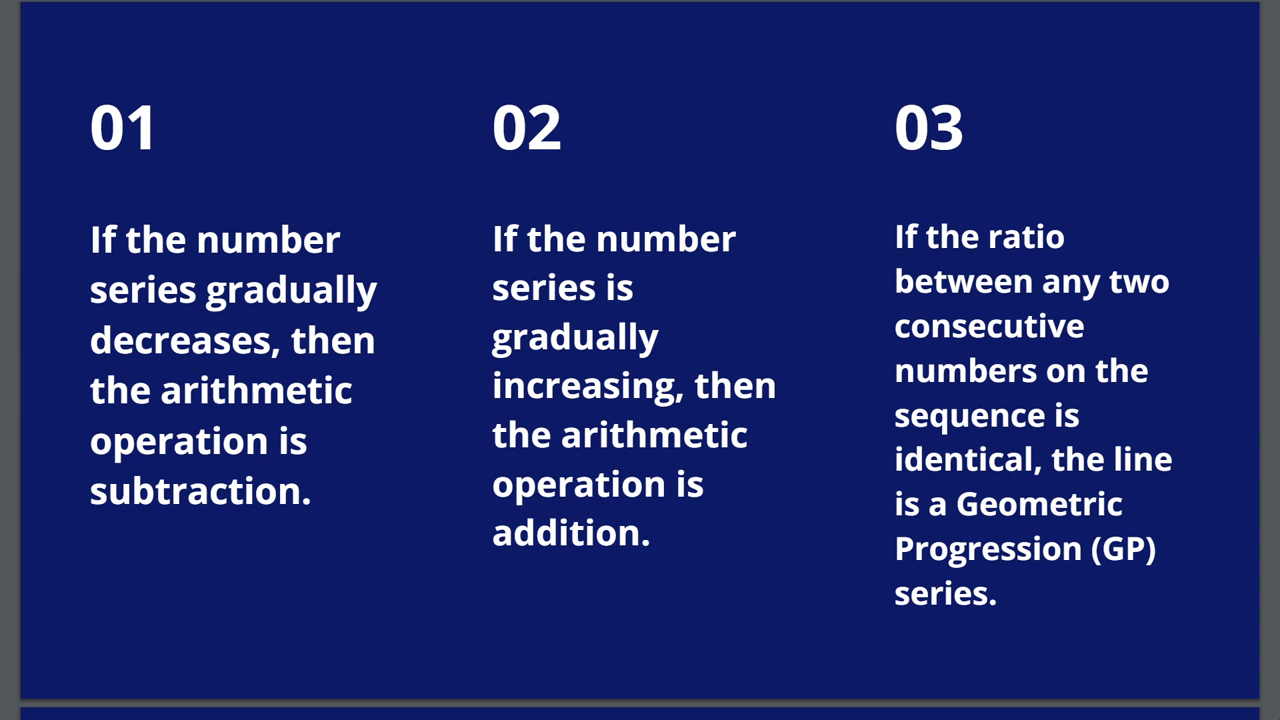 01
If the number
series gradually
decreases, then
the arithmetic
operation is
subtraction.
02
If the number
series is
gradually
increasing, then
the arithmetic
operation is
addition.
03
If the ratio
between any two
consecutive
numbers on the
sequence is
identical, the line
is a Geometric
Progression (GP)
series.